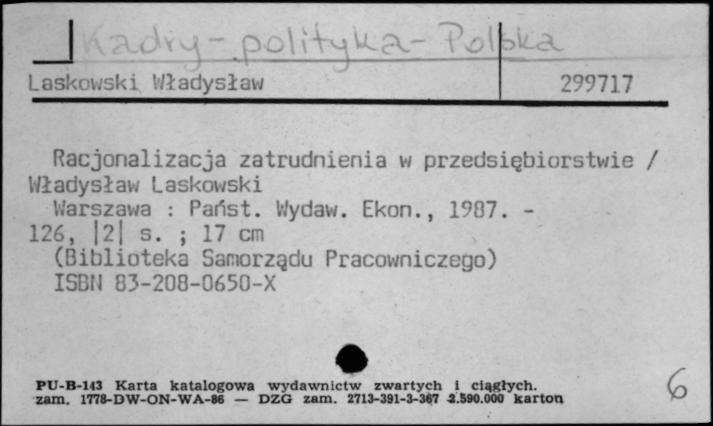 Kadry - polityka - Polska
Laskowski Władysław 299717
Racjonalizacja zatrudnienia w przedsiębiorstwie /
Władysław Laskowski
Warszawa : Państ. Wydaw. Ekon., 1987. -
126, |2| s. ; 17 cm
(Biblioteka Samorządu Pracowniczego)
ISBN 83-208-0650-X
PU-B-143 Karta katalogowa wydawnictw zwartych i ciągłych.
zam. 1778-DW-ON-WA-86 — DZG zam. 2713-391-3-367 2.590.000 karton
6